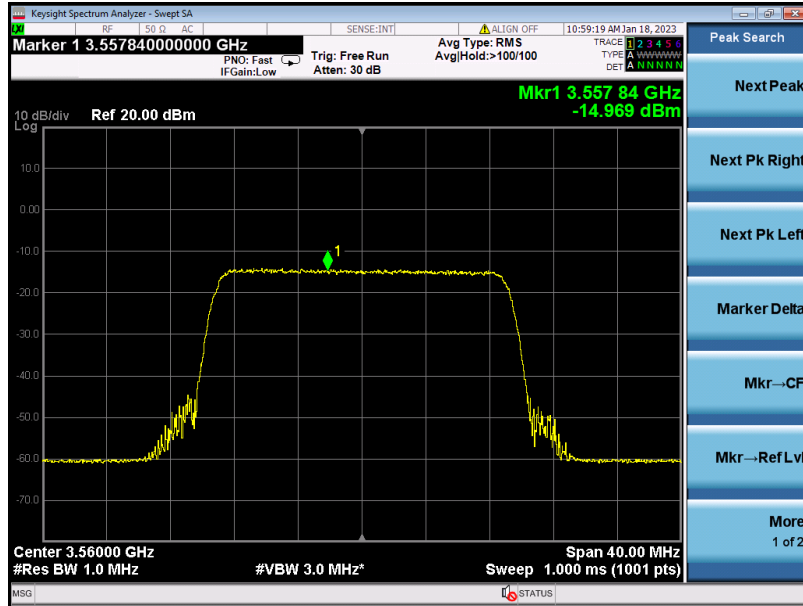 Keysight Spectrum Analyzer - Swept SA
LXI
RF 50 Ω AC SENSE:INT ALIGN OFF 10:59:19 AM Jan 18, 2023
Marker 1 3.557840000000 GHz
PNO: Fast
IFGain:Low
Trig: Free Run
Atten: 30 dB
Avg Type: RMS
Avg|Hold:>100/100
TRACE 1 2 3 4 5 6
TYPE A WWWWW
DET A N N N N N
Peak Search
Mkr1 3.557 84 GHz
-14.969 dBm
10 dB/div Ref 20.00 dBm
Log
10.0
0.00
-10.0
-20.0
-30.0
-40.0
-50.0
-60.0
-70.0
1
Center 3.56000 GHz Span 40.00 MHz
#Res BW 1.0 MHz #VBW 3.0 MHz* Sweep 1.000 ms (1001 pts)
Next Peak
Next Pk Right
Next Pk Left
Marker Delta
Mkr→CF
Mkr→Ref Lvl
More
1 of 2
MSG STATUS